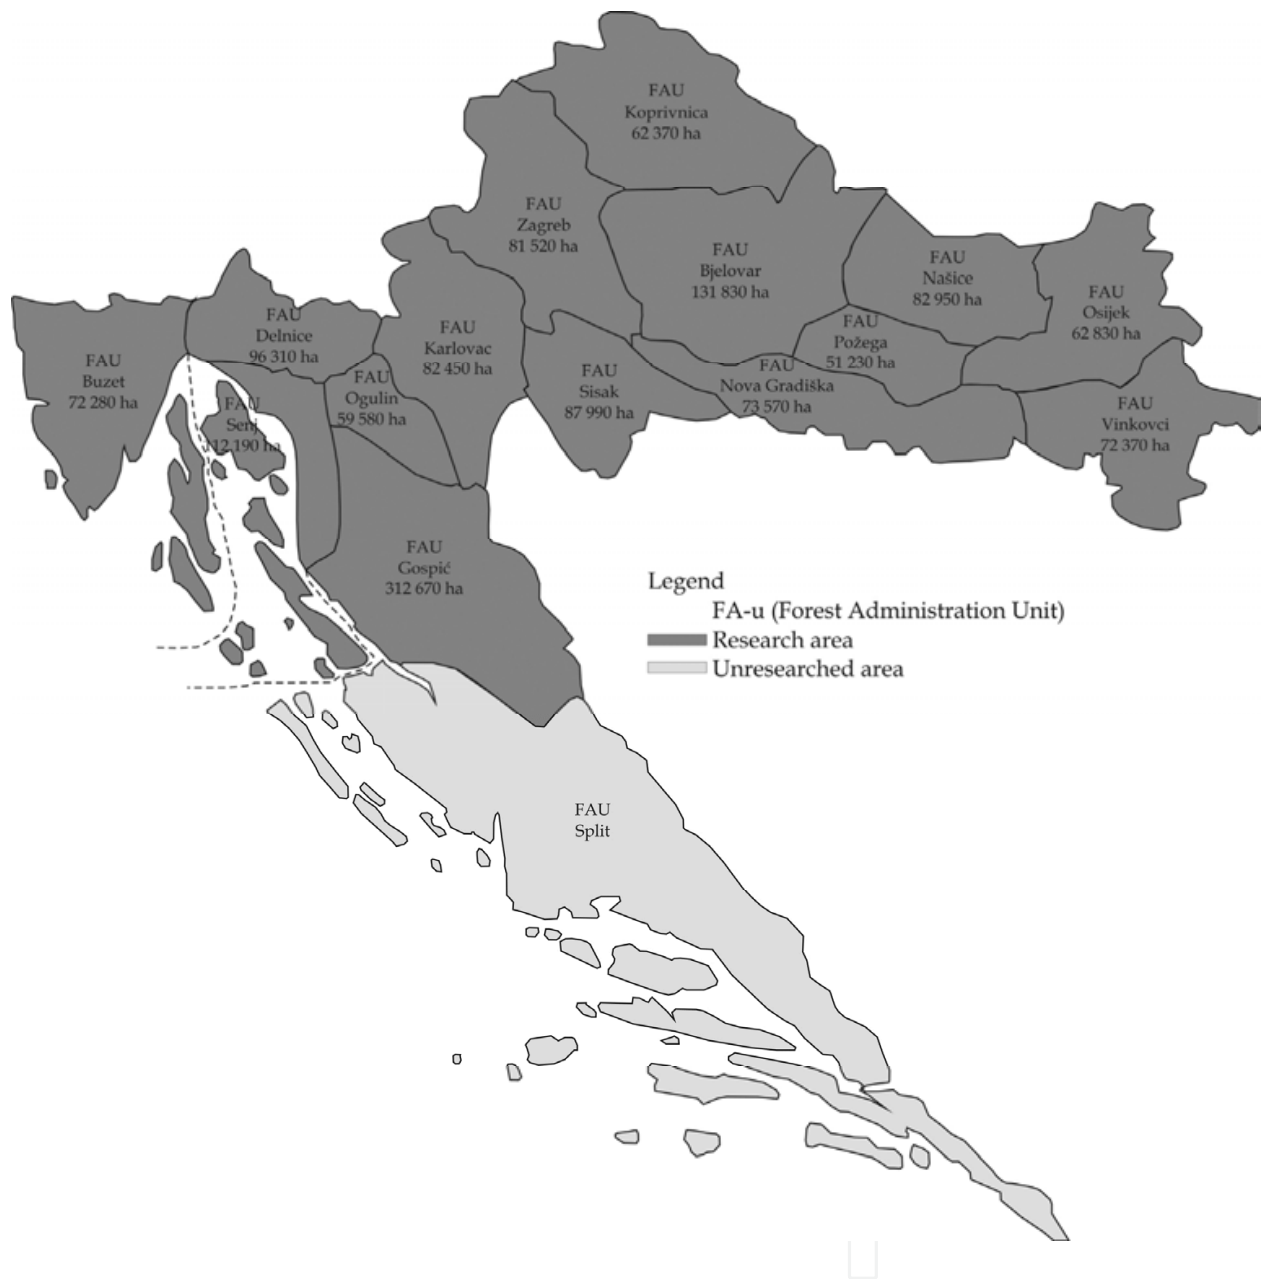 FAU
Koprivnica
62 370 ha
FAU
Zagreb
81 520 ha
FAU
Bjelovar
131 830 ha
FAU
Našice
82 950 ha
FAU
Osijek
62 830 ha
FAU
Delnice
96 310 ha
FAU
Karlovac
82 450 ha
FAU
Požega
51 230 ha
FAU
Buzet
72 280 ha
FAU
Ogulin
59 580 ha
FAU
Sisak
87 990 ha
FAU
Nova Gradiška
73 570 ha
FAU
Vinkovci
72 370 ha
FAU
Senj
112 190 ha
FAU
Gospić
312 670 ha
Legend
FA-u (Forest Administration Unit)
Research area
Unresearched area
FAU
Split